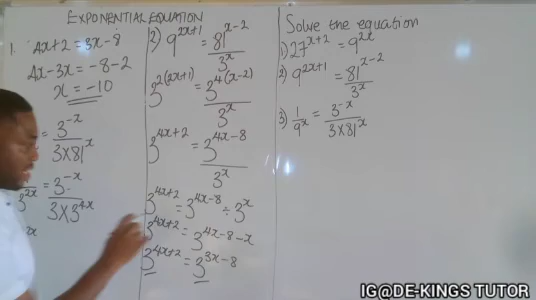 EXPONENTIAL EQUATION
1. 4x+2 = 3x-8
4x-3x = -8-2
x = -10
= 3^-x / 3×81^x
3^2x = 3^-x / 3×3^4x
2) 9^2x+1 = 81^x-2 / 3^x
3^2(2x+1) = 3^4(x-2) / 3^x
3^4x+2 = 3^4x-8 / 3^x
3^4x+2 = 3^4x-8 ÷ 3^x
3^4x+2 = 3^4x-8-x
3^4x+2 = 3^3x-8
Solve the equation
1) 27^x+2 = 9^2x
2) 9^2x+1 = 81^x-2 / 3^x
3) 1/9^x = 3^-x / 3×81^x
IG@DE-KINGS TUTOR